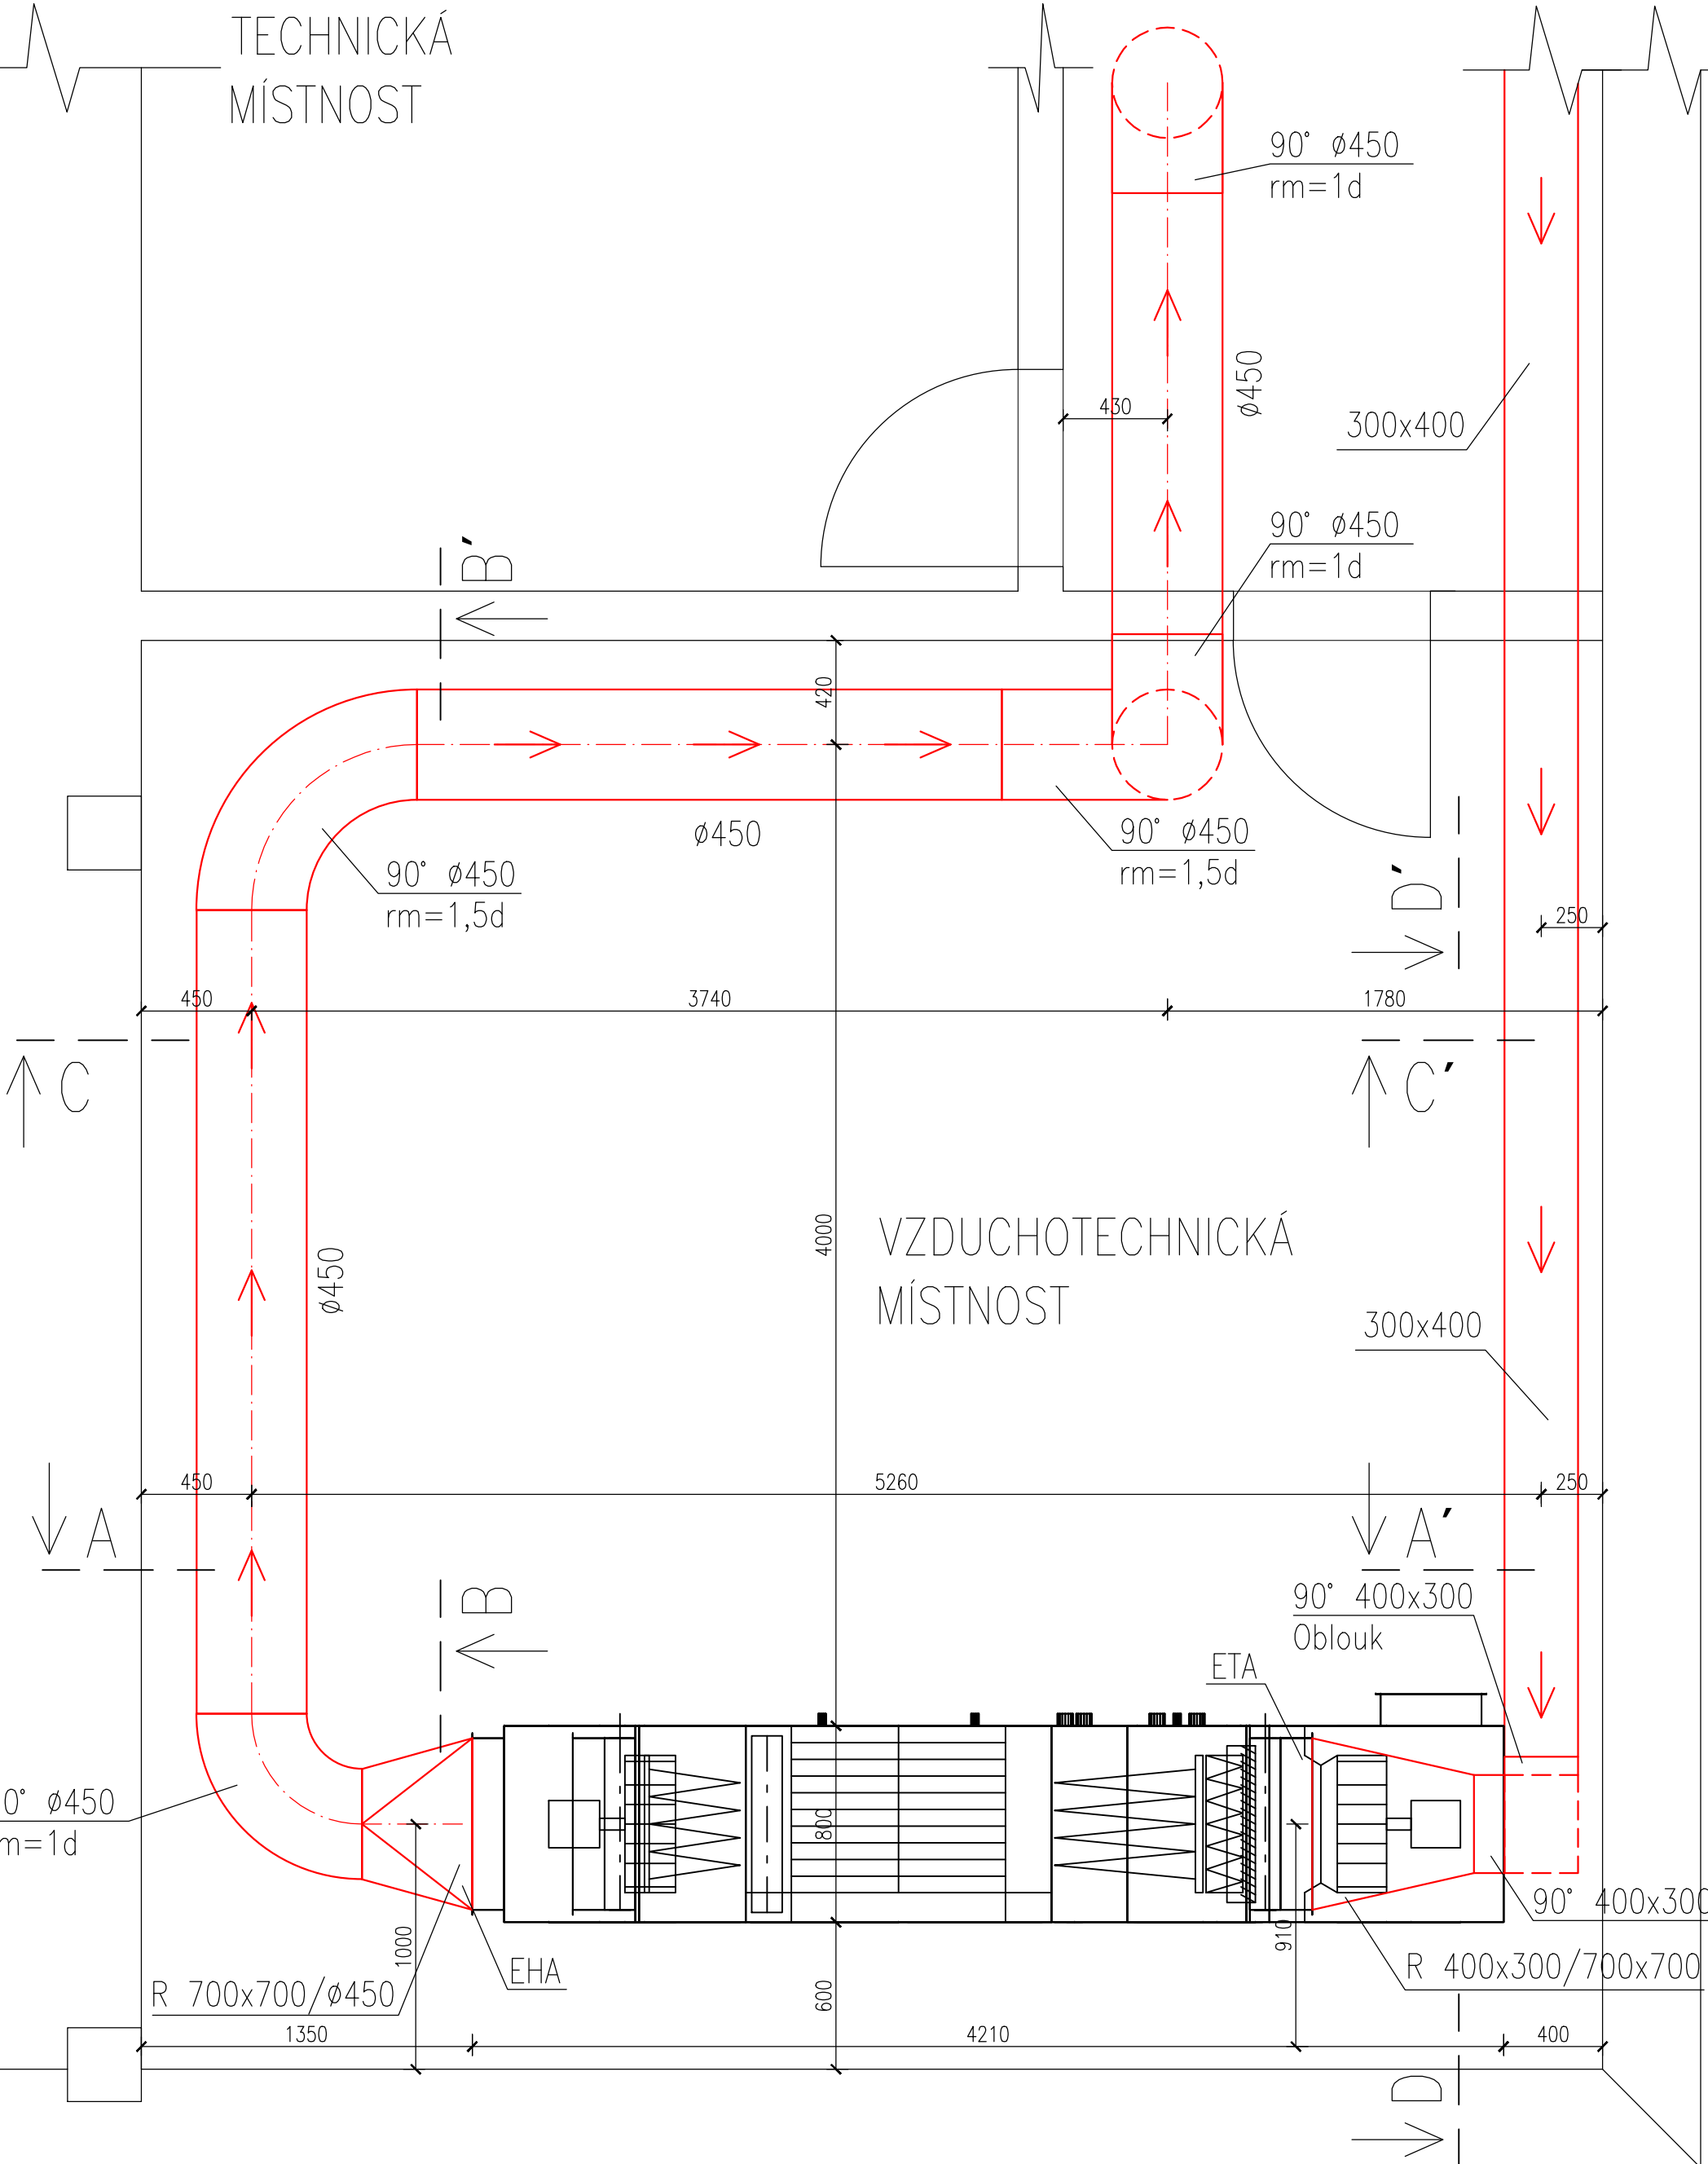 TECHNICKÁ
MÍSTNOST
90° ø450
rm=1d
ø450
430
300x400
90° ø450
rm=1d
B'
420
ø450
90° ø450
rm=1,5d
90° ø450
rm=1,5d
D'
250
450
3740
1780
C
C'
4000
VZDUCHOTECHNICKÁ
MÍSTNOST
ø450
300x400
450
5260
250
A
A'
B
90° 400x300
Oblouk
ETA
0° ø450
m=1d
800
90° 400x300
910
1000
EHA
R 400x300/700x700
R 700x700/ø450
600
1350
4210
400
D